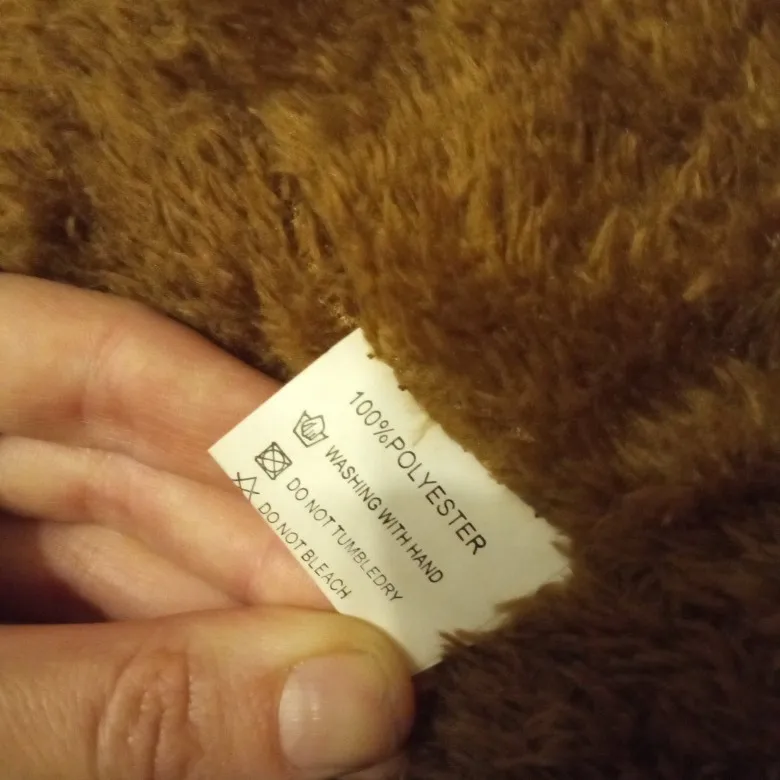 100%POLYESTER
WASHING WITH HAND
DO NOT TUMBLEDRY
DO NOT BLEACH